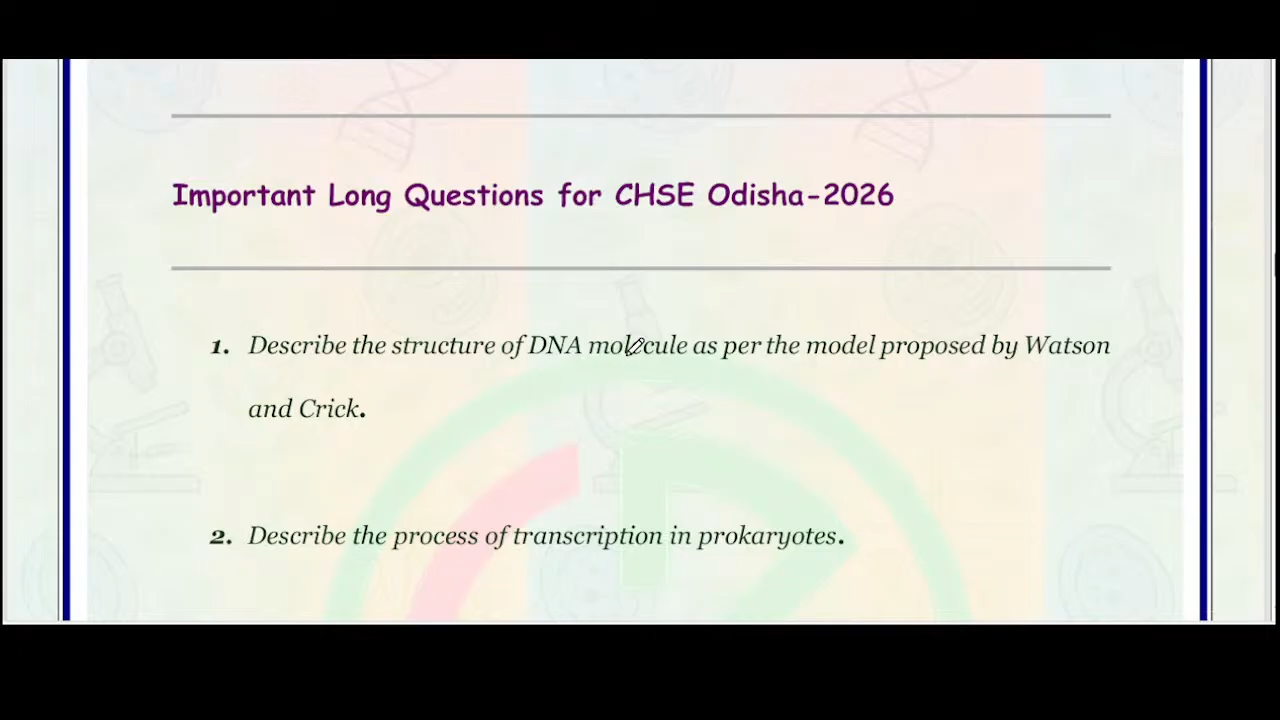 Important Long Questions for CHSE Odisha-2026
1. Describe the structure of DNA molecule as per the model proposed by Watson
and Crick.
2. Describe the process of transcription in prokaryotes.